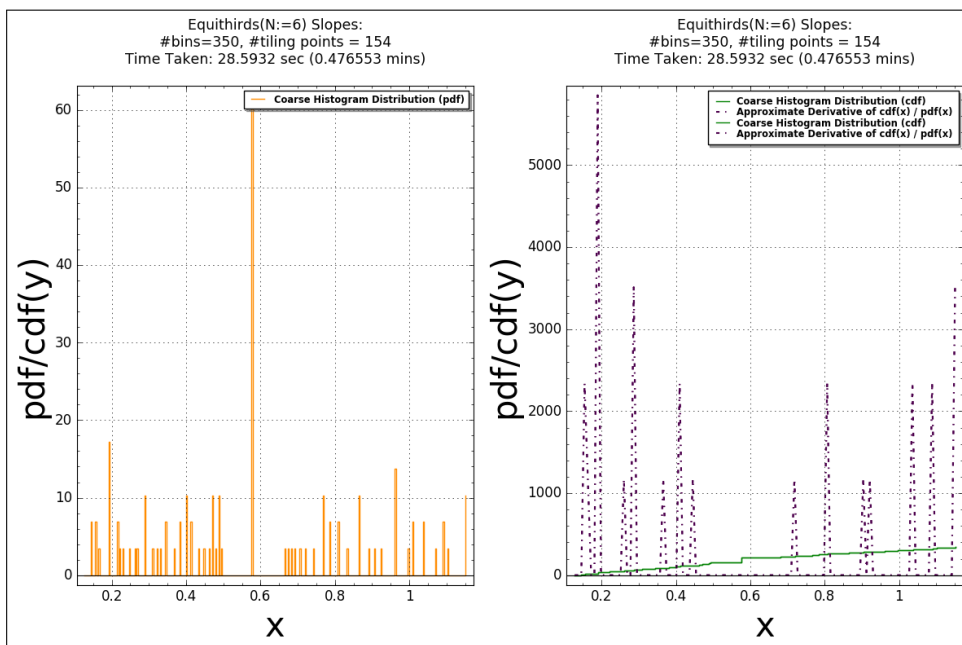 Equithirds(N:=6) Slopes:
#bins=350, #tiling points = 154
Time Taken: 28.5932 sec (0.476553 mins)
Coarse Histogram Distribution (pdf)
60
50
40
30
20
10
0
pdf/cdf(y)
0.2 0.4 0.6 0.8 1
x
Equithirds(N:=6) Slopes:
#bins=350, #tiling points = 154
Time Taken: 28.5932 sec (0.476553 mins)
Coarse Histogram Distribution (cdf)
Approximate Derivative of cdf(x) / pdf(x)
Coarse Histogram Distribution (cdf)
Approximate Derivative of cdf(x) / pdf(x)
5000
4000
3000
2000
1000
0
pdf/cdf(y)
0.2 0.4 0.6 0.8 1
x